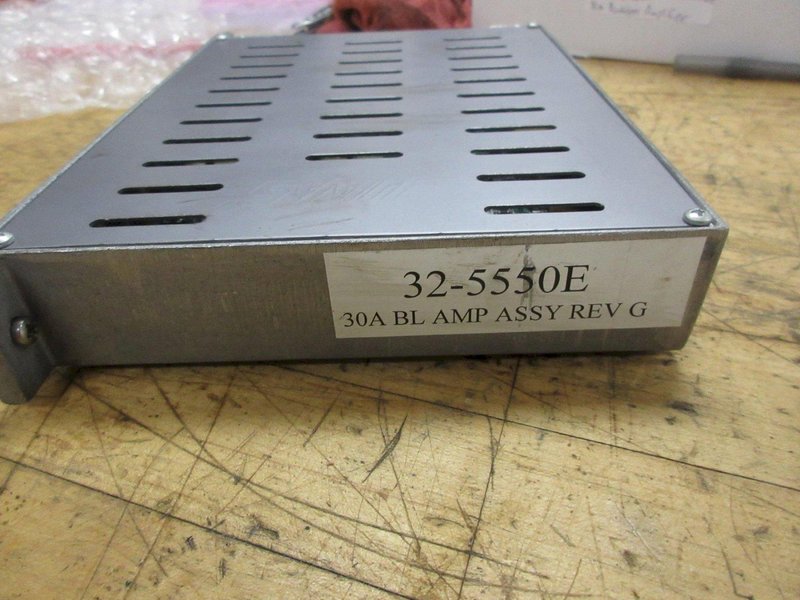 32-5550E
30A BL AMP ASSY REV G